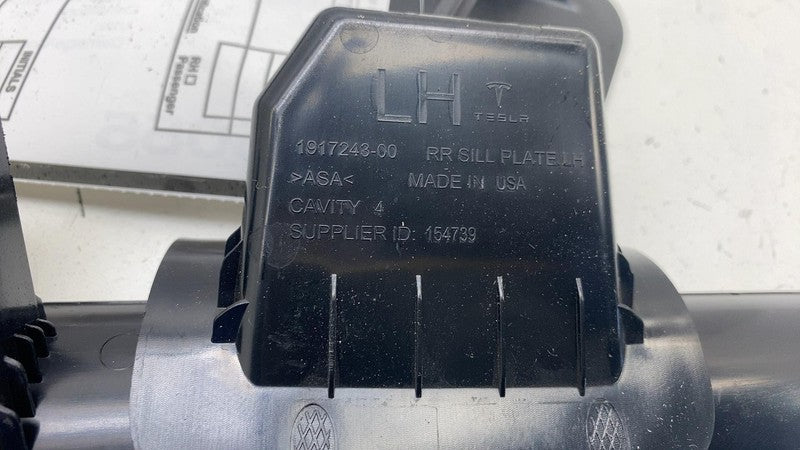 INITIALS
RH
Passenger
LH
TESLA
1917243-00 RR SILL PLATE LH
>ASA< MADE IN USA
CAVITY 4
SUPPLIER ID: 154739